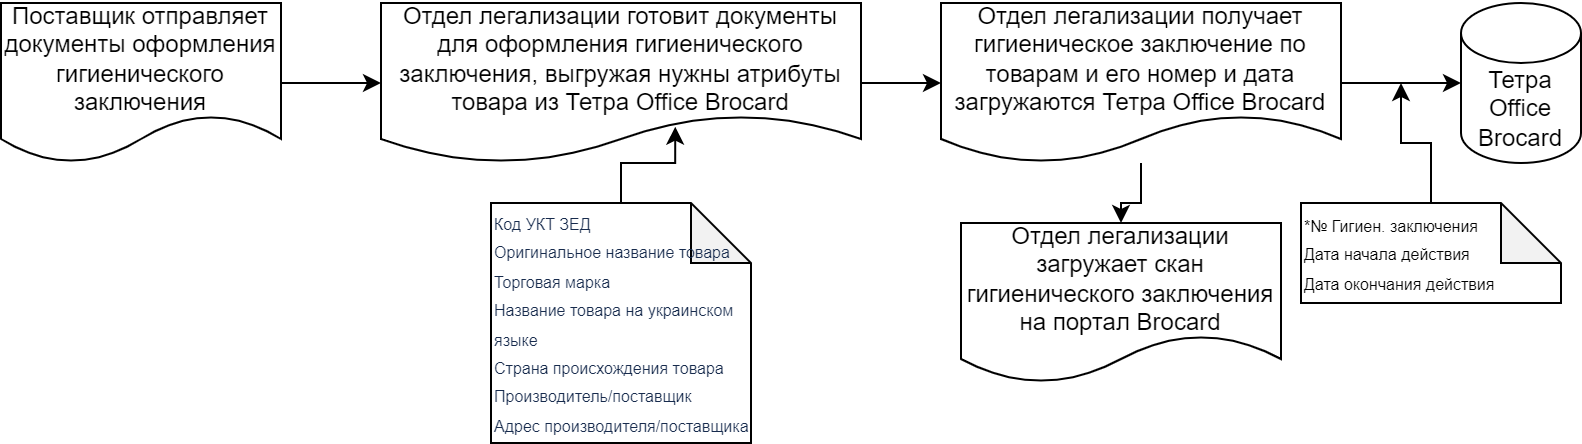 Поставщик отправляет
документы оформления
гигиенического
заключения
Отдел легализации готовит документы
для оформления гигиенического
заключения, выгружая нужны атрибуты
товара из Тетра Office Brocard
Отдел легализации получает
гигиеническое заключение по
товарам и его номер и дата
загружаются Тетра Office Brocard
Тетра
Office
Brocard
Код УКТ ЗЕД
Оригинальное название товара
Торговая марка
Название товара на украинском
языке
Страна происхождения товара
Производитель/поставщик
Адрес производителя/поставщика
Отдел легализации
загружает скан
гигиенического заключения
на портал Brocard
*№ Гигиен. заключения
Дата начала действия
Дата окончания действия